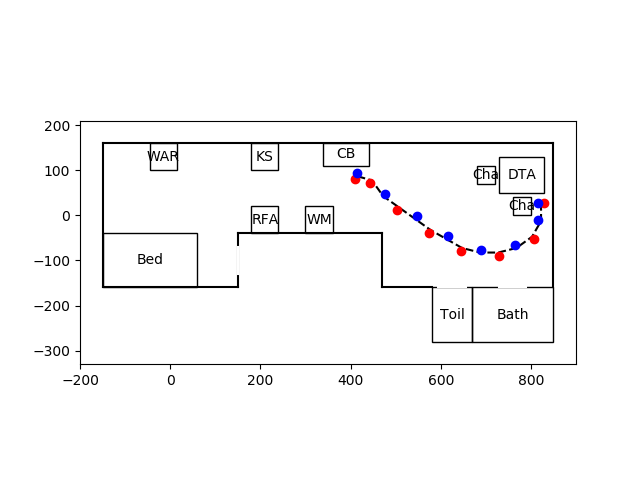 200
100
0
−100
−200
−300
−200
0
200
400
600
800
WAR
KS
CB
Cha
DTA
Cha
RFA
WM
Bed
Toil
Bath